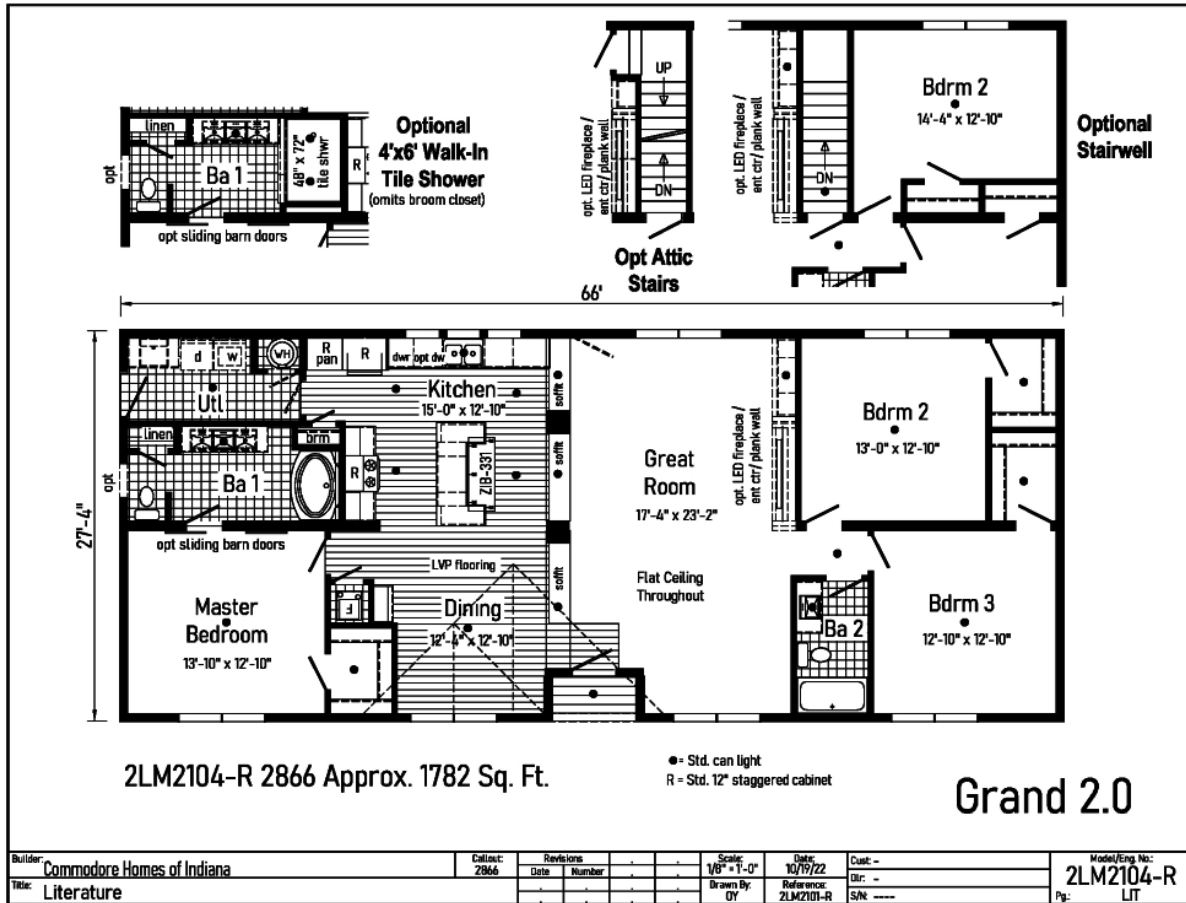 linen
Ba 1
48" x 72"
tile shwr
R
opt
opt sliding barn doors
Optional
4'x6' Walk-In
Tile Shower
(omits broom closet)
UP
DN
opt. LED fireplace /
ent ctr/ plank wall
Opt Attic
Stairs
opt. LED fireplace /
ent ctr/ plank wall
DN
Bdrm 2
14'-4" x 12'-10"
Optional
Stairwell
66'
27'-4"
d
w
WH
Utl
R
pan
R
dwr opt dw
Kitchen
15'-0" x 12'-10"
soffit
linen
brm
Ba 1
R
opt
opt sliding barn doors
ZIB-331
soffit
Great
Room
17'-4" x 23'-2"
opt. LED fireplace /
ent ctr/ plank wall
Bdrm 2
13'-0" x 12'-10"
LVP flooring
soffit
Flat Ceiling
Throughout
Master
Bedroom
13'-10" x 12'-10"
F
Dining
12'-4" x 12'-10"
Ba 2
Bdrm 3
12'-10" x 12'-10"
2LM2104-R 2866 Approx. 1782 Sq. Ft.
●= Std. can light
R = Std. 12" staggered cabinet
Grand 2.0
Builder: Commodore Homes of Indiana
Title: Literature
Callout:
2866
Revisions
Date Number
Scale:
1/8" = 1'-0"
Drawn By:
OY
Date:
10/19/22
Reference:
2LM2101-R
Cust: -
Dlr: -
S/N: ----
Model/Eng. No.:
2LM2104-R
Pg.: LIT